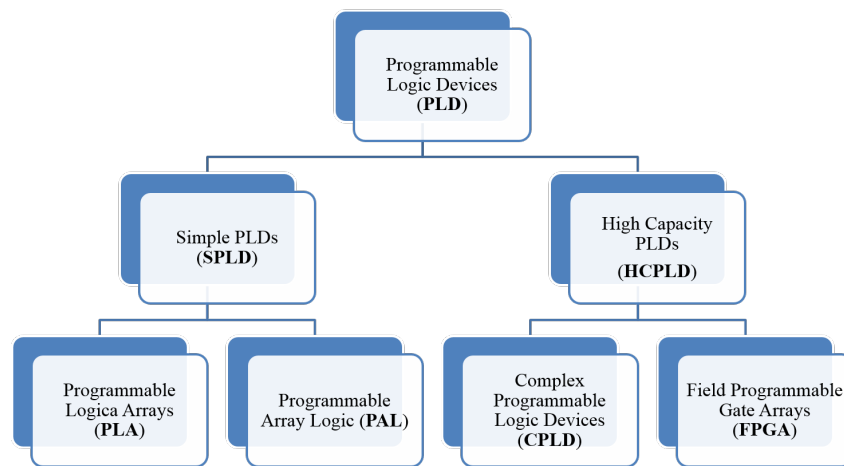 Programmable
Logic Devices
(PLD)
Simple PLDs
(SPLD)
High Capacity
PLDs
(HCPLD)
Programmable
Logica Arrays
(PLA)
Programmable
Array Logic (PAL)
Complex
Programmable
Logic Devices
(CPLD)
Field Programmable
Gate Arrays
(FPGA)